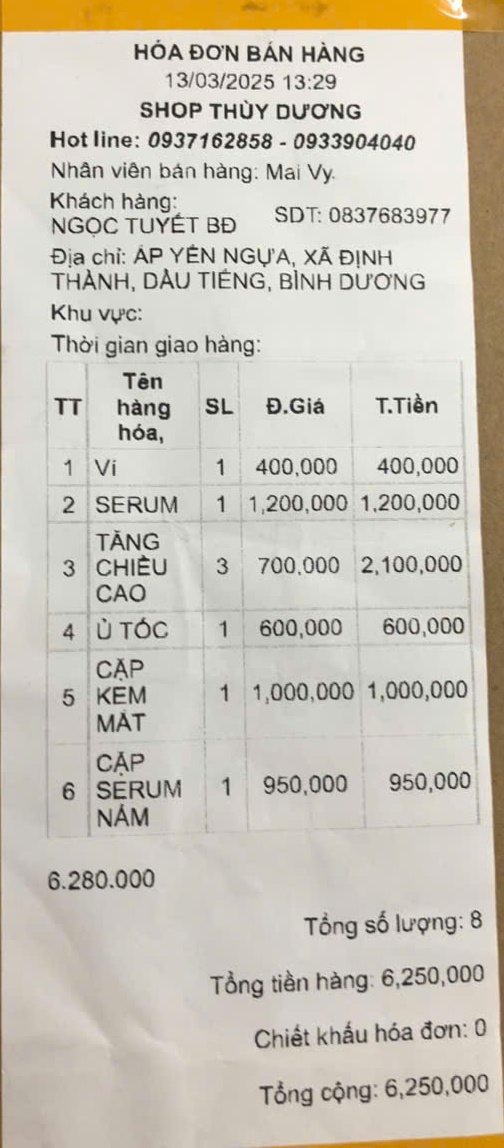 HÓA ĐƠN BÁN HÀNG
13/03/2025 13:29
SHOP THÙY DƯƠNG
Hot line: 0937162858 - 0933904040
Nhân viên bán hàng: Mai Vy.
Khách hàng:
NGỌC TUYẾT BĐ SDT: 0837683977
Địa chỉ: ẤP YÊN NGỰA, XÃ ĐỊNH
THÀNH, DẦU TIẾNG, BÌNH DƯƠNG
Khu vực:
Thời gian giao hàng:
TT Tên hàng hóa, SL Đ.Giá T.Tiền
1 Ví 1 400,000 400,000
2 SERUM 1 1,200,000 1,200,000
3 TĂNG CHIỀU CAO 3 700,000 2,100,000
4 Ủ TÓC 1 600,000 600,000
5 CẶP KEM MẮT 1 1,000,000 1,000,000
6 CẶP SERUM NÁM 1 950,000 950,000
6.280.000
Tổng số lượng: 8
Tổng tiền hàng: 6,250,000
Chiết khấu hóa đơn: 0
Tổng cộng: 6,250,000